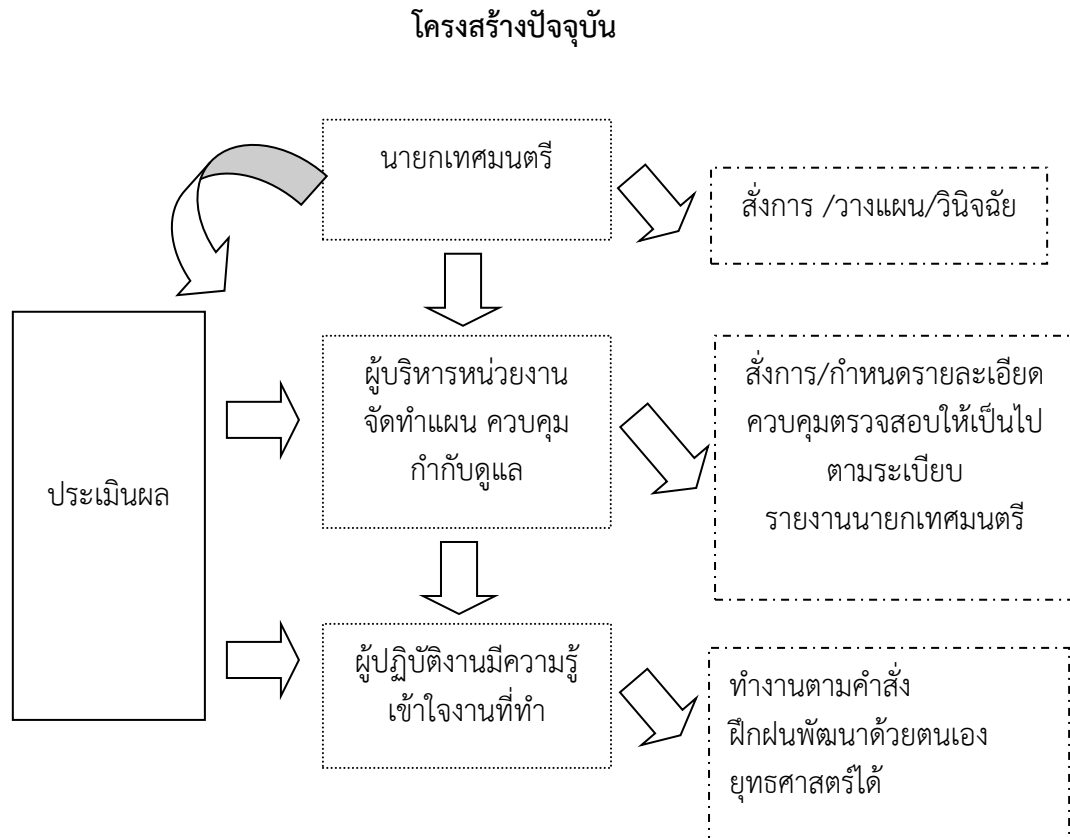 โครงสร้างปัจจุบัน
นายกเทศมนตรี
สั่งการ /วางแผน/วินิจฉัย
ผู้บริหารหน่วยงาน
จัดทำแผน ควบคุม
กำกับดูแล
สั่งการ/กำหนดรายละเอียด
ควบคุมตรวจสอบให้เป็นไป
ตามระเบียบ
รายงานนายกเทศมนตรี
ประเมินผล
ผู้ปฏิบัติงานมีความรู้
เข้าใจงานที่ทำ
ทำงานตามคำสั่ง
ฝึกฝนพัฒนาด้วยตนเอง
ยุทธศาสตร์ได้